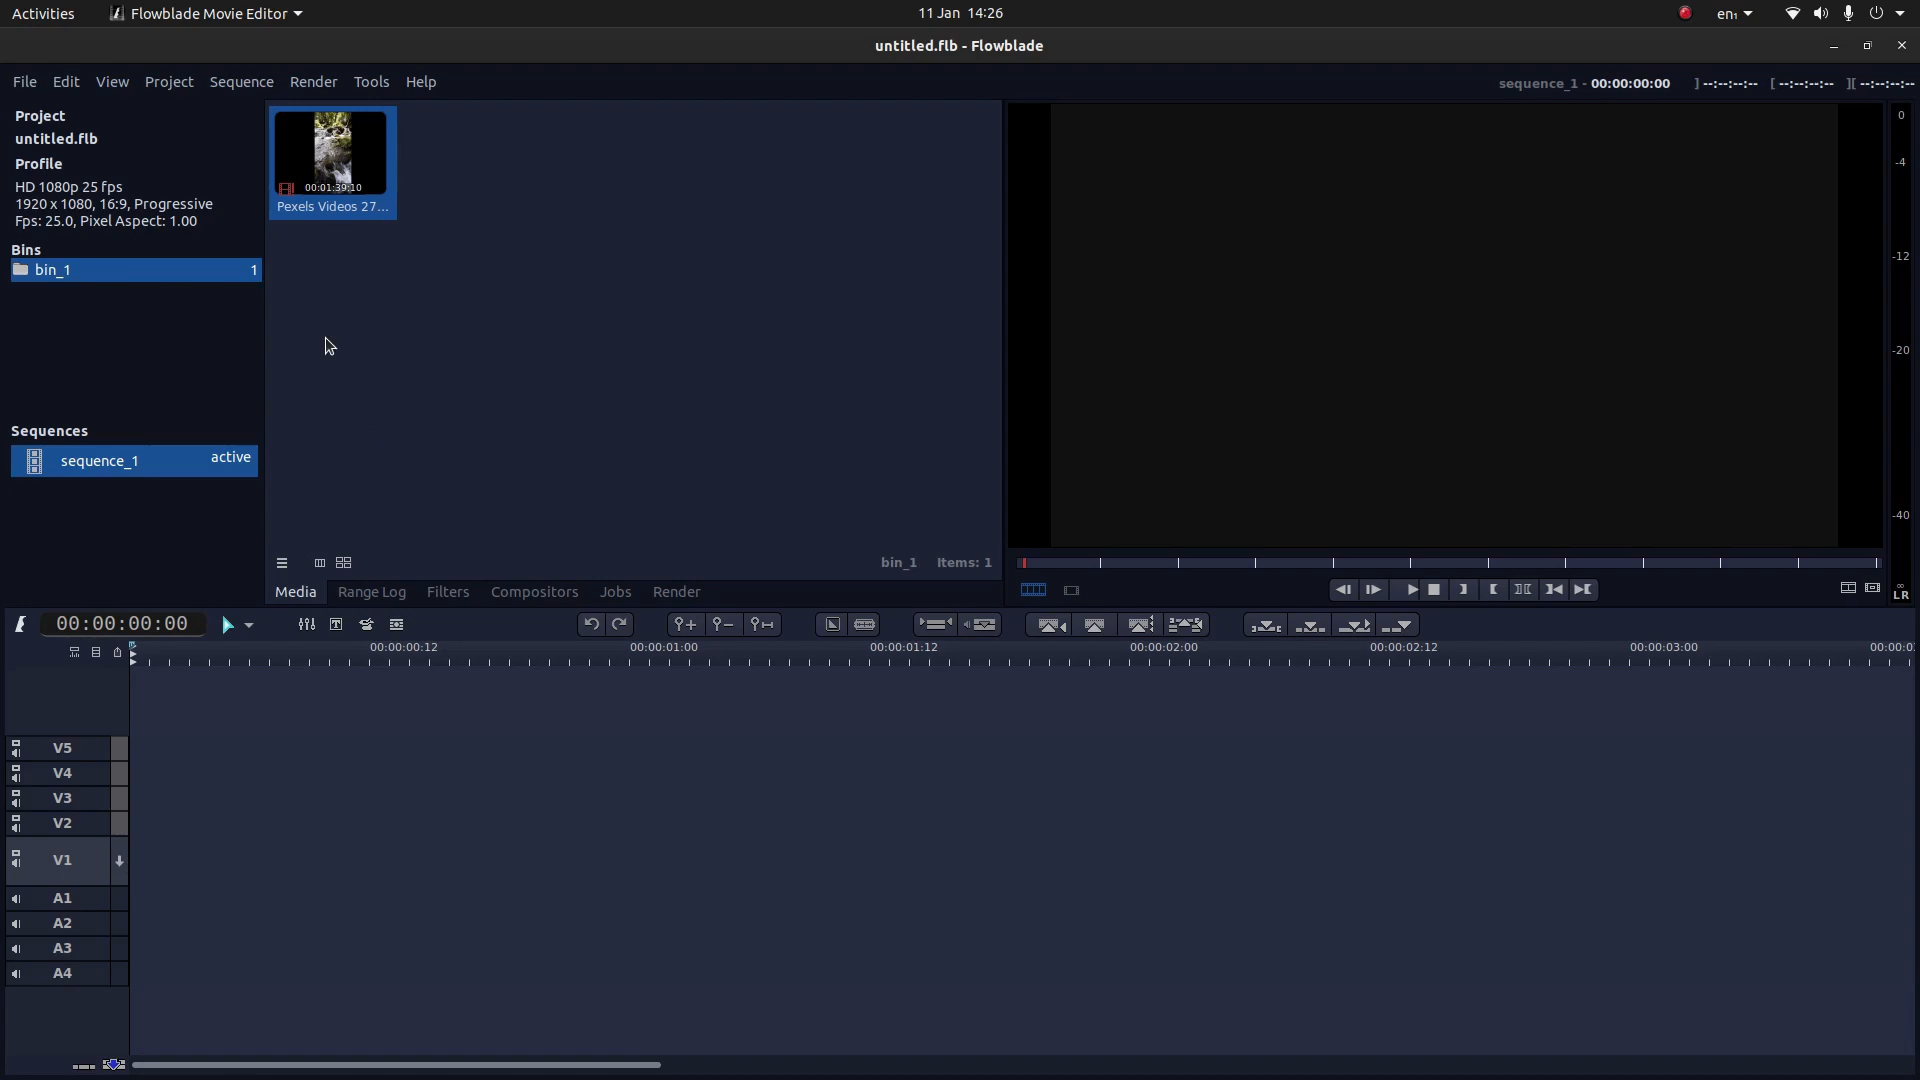 Activities
Flowblade Movie Editor
11 Jan 14:26
en₁
untitled.flb - Flowblade
File Edit View Project Sequence Render Tools Help
sequence_1 - 00:00:00:00 ] --:--:--:-- [ --:--:--:-- ][ --:--:--:--
Project
untitled.flb
Profile
HD 1080p 25 fps
1920 x 1080, 16:9, Progressive
Fps: 25.0, Pixel Aspect: 1.00
Bins
bin_1 1
Sequences
sequence_1 active
00:01:39:10
Pexels Videos 27...
bin_1 Items: 1
Media Range Log Filters Compositors Jobs Render
0
-4
-12
-20
-40
∞
L R
00:00:00:00
00:00:00:12 00:00:01:00 00:00:01:12 00:00:02:00 00:00:02:12 00:00:03:00 00:00:0
V5
V4
V3
V2
V1
A1
A2
A3
A4